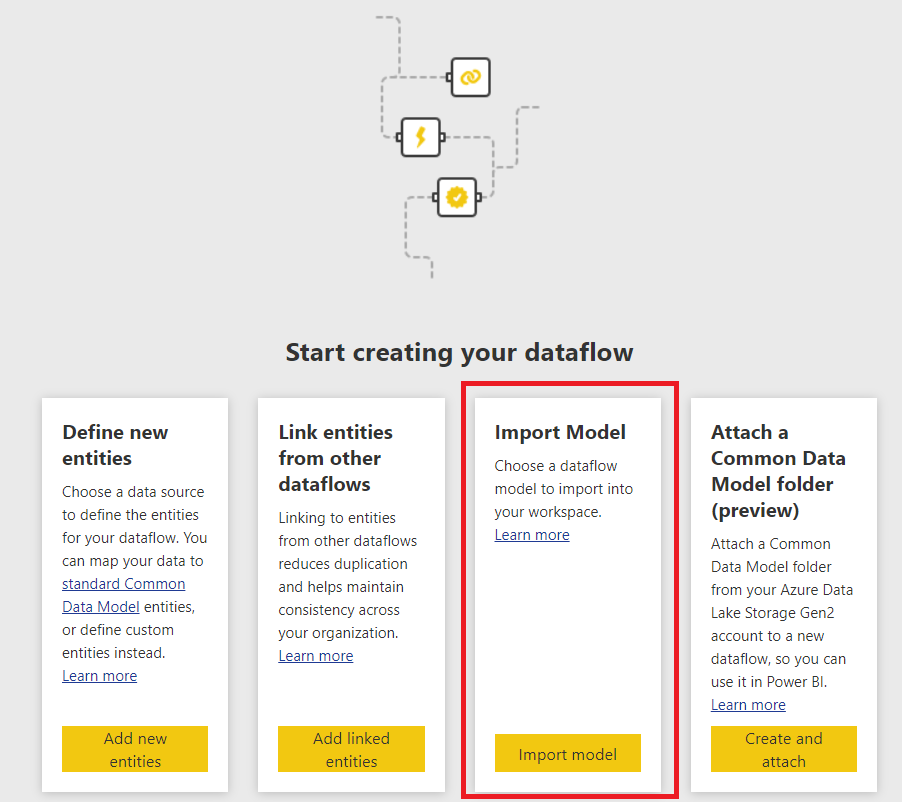 Start creating your dataflow
Define new
entities
Choose a data source
to define the entities
for your dataflow. You
can map your data to
standard Common
Data Model entities,
or define custom
entities instead.
Learn more
Add new
entities
Link entities
from other
dataflows
Linking to entities
from other dataflows
reduces duplication
and helps maintain
consistency across
your organization.
Learn more
Add linked
entities
Import Model
Choose a dataflow
model to import into
your workspace.
Learn more
Import model
Attach a
Common Data
Model folder
(preview)
Attach a Common
Data Model folder
from your Azure Data
Lake Storage Gen2
account to a new
dataflow, so you can
use it in Power BI.
Learn more
Create and
attach